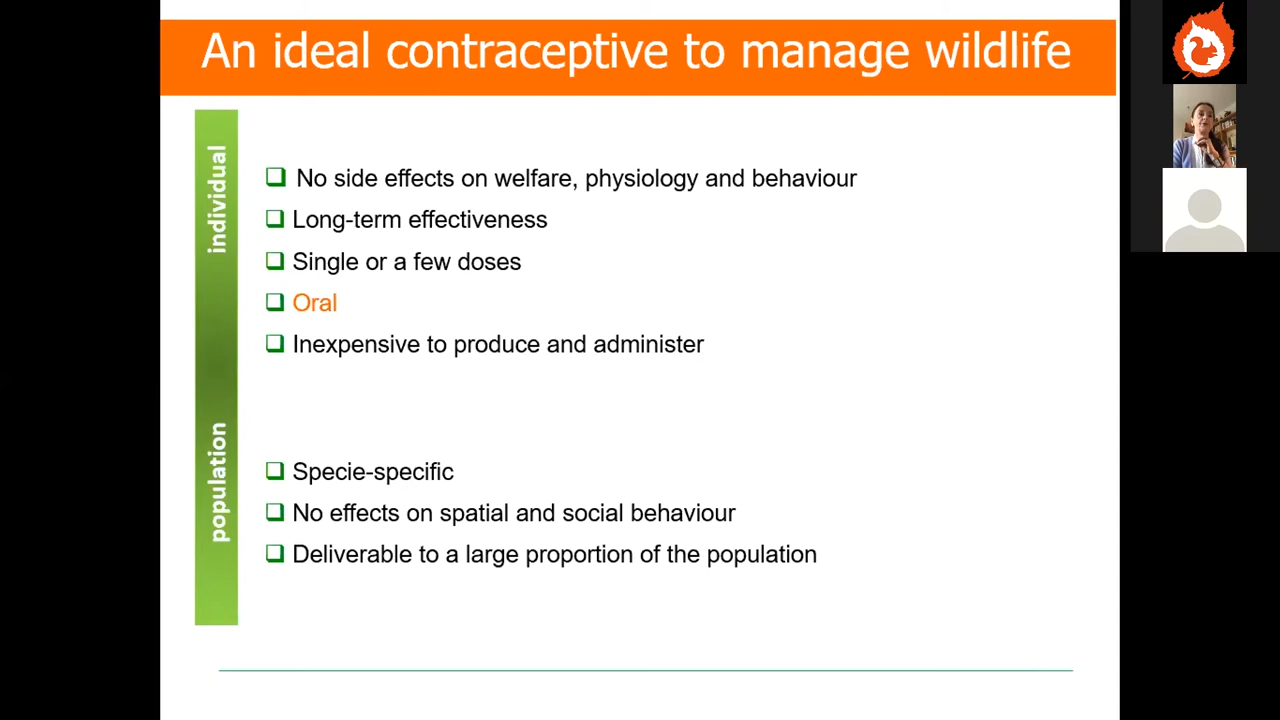 An ideal contraceptive to manage wildlife
individual
No side effects on welfare, physiology and behaviour
Long-term effectiveness
Single or a few doses
Oral
Inexpensive to produce and administer
population
Specie-specific
No effects on spatial and social behaviour
Deliverable to a large proportion of the population